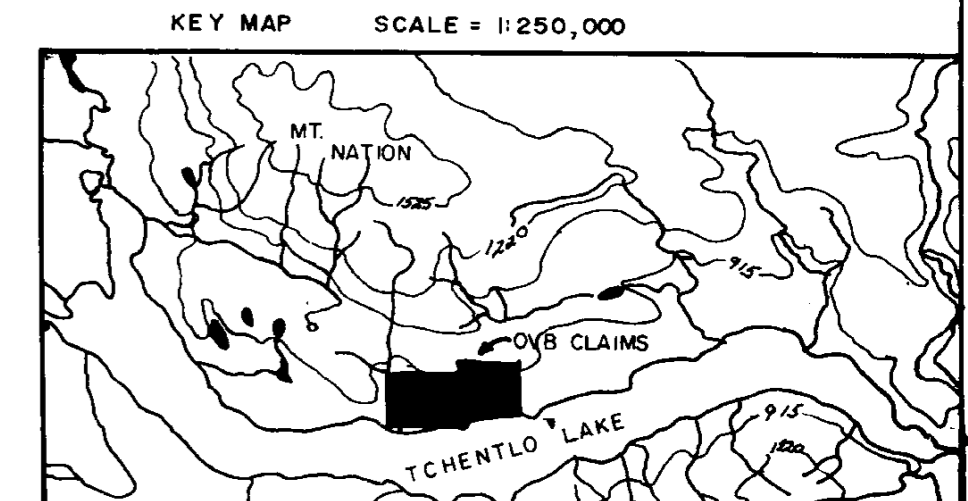 KEY MAP SCALE = 1:250,000
MT.
NATION
1525
1220
915
OVB CLAIMS
TCHENTLO LAKE
915
1220